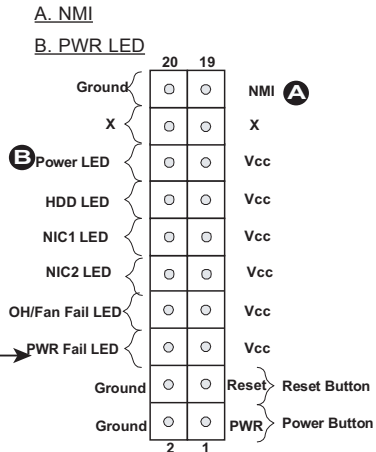 A. NMI
B. PWR LED
20 19
Ground NMI A
X X
B Power LED Vcc
HDD LED Vcc
NIC1 LED Vcc
NIC2 LED Vcc
OH/Fan Fail LED Vcc
PWR Fail LED Vcc
Ground Reset Reset Button
Ground PWR Power Button
2 1